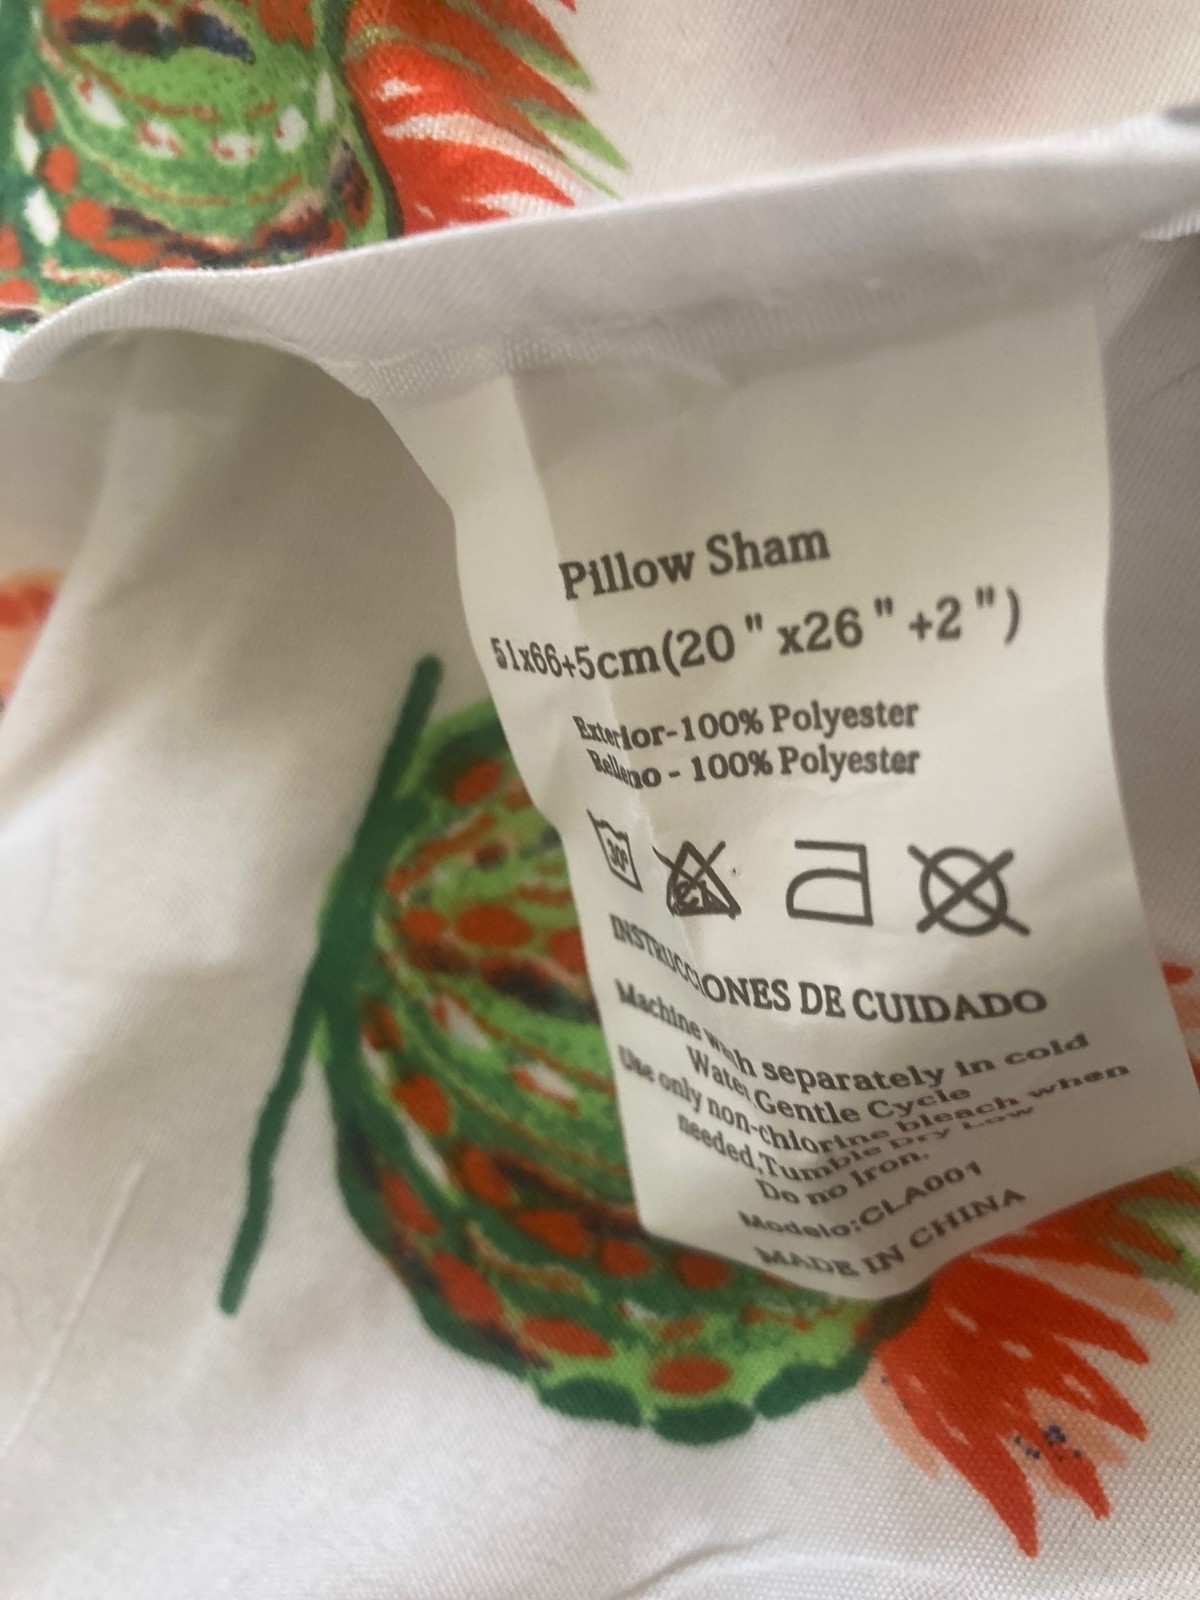 Pillow Sham
51x66+5cm(20 " x26 " +2 ")
Exterior-100% Polyester
Relleno - 100% Polyester
30º
CL
INSTRUCCIONES DE CUIDADO
Machine wash separately in cold
Water Gentle Cycle
Use only non-chlorine bleach when
needed,Tumble Dry Low
Do no Iron.
Modelo:CLA001
MADE IN CHINA